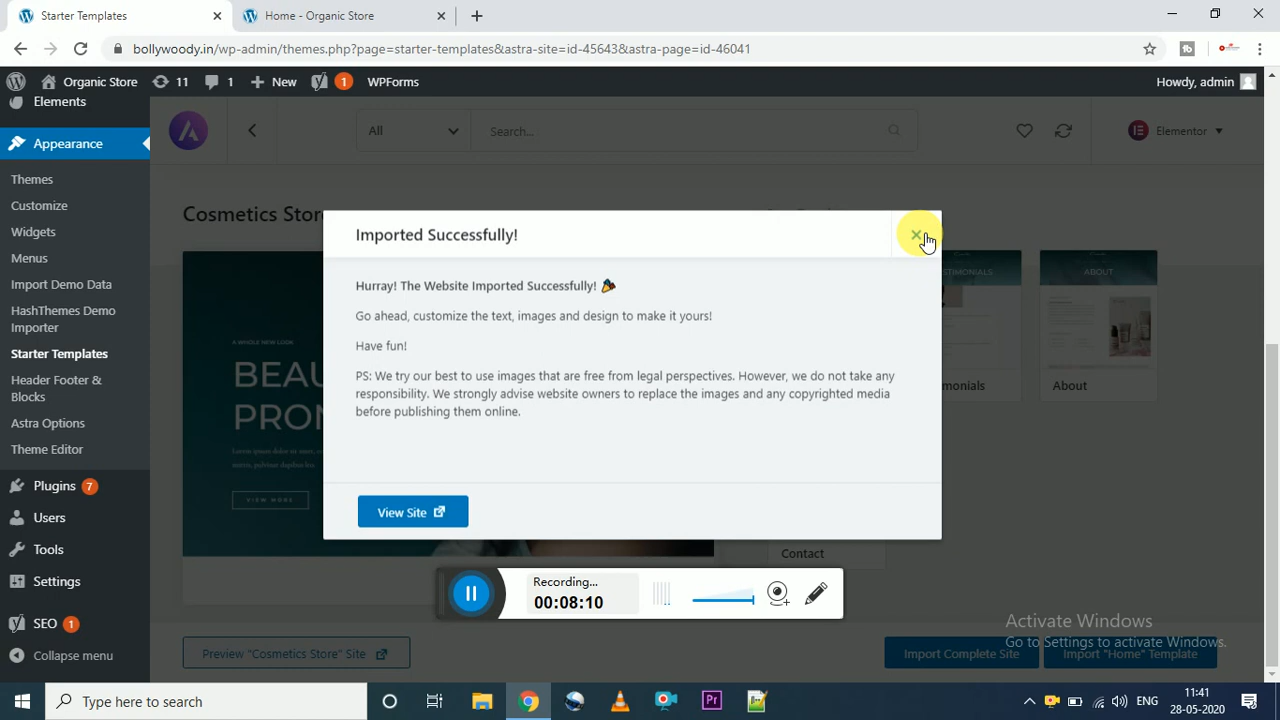 Starter Templates
Home - Organic Store
bollywoody.in/wp-admin/themes.php?page=starter-templates&astra-site=id-45643&astra-page=id-46041
Organic Store 11 1 New 1 WPForms Howdy, admin
Elements
Appearance
Themes
Customize
Widgets
Menus
Import Demo Data
HashThemes Demo
Importer
Starter Templates
Header Footer &
Blocks
Astra Options
Theme Editor
Plugins 7
Users
Tools
Settings
SEO 1
Collapse menu
All Search... Elementor
Cosmetics Stor
A WHOLE NEW LOOK
BEAU
PRON
VIEW MORE
Imported Successfully!
Hurray! The Website Imported Successfully!
Go ahead, customize the text, images and design to make it yours!
Have fun!
PS: We try our best to use images that are free from legal perspectives. However, we do not take any
responsibility. We strongly advise website owners to replace the images and any copyrighted media
before publishing them online.
View Site
STIMONIALS
monials
ABOUT
About
Contact
Recording...
00:08:10
Preview "Cosmetics Store" Site
Import Complete Site
Import "Home" Template
Activate Windows
Go to Settings to activate Windows.
Type here to search
Pr
ENG
11:41
28-05-2020